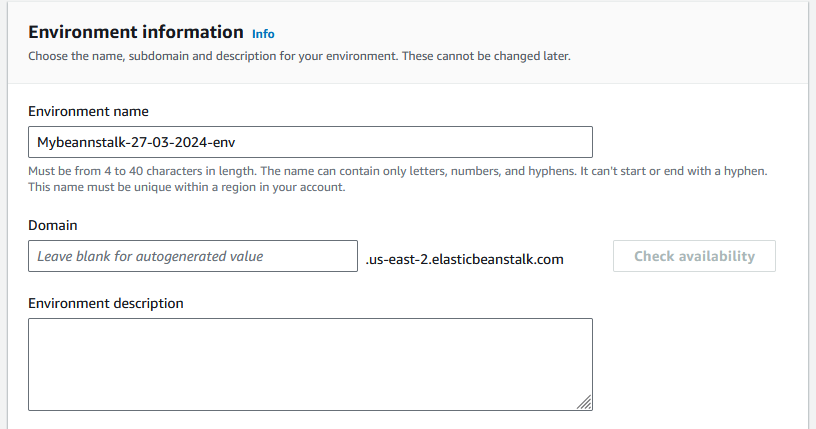 Environment information Info
Choose the name, subdomain and description for your environment. These cannot be changed later.
Environment name
Mybeannstalk-27-03-2024-env
Must be from 4 to 40 characters in length. The name can contain only letters, numbers, and hyphens. It can't start or end with a hyphen.
This name must be unique within a region in your account.
Domain
Leave blank for autogenerated value .us-east-2.elasticbeanstalk.com Check availability
Environment description